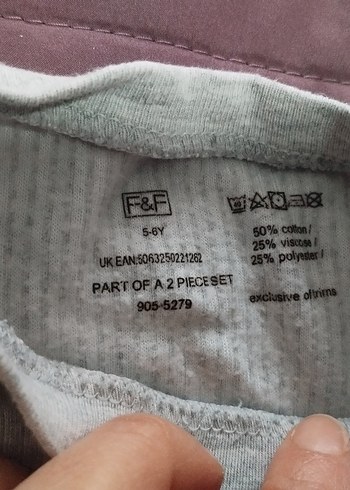 F&F
5-6Y
UK EAN:5063250221262
PART OF A 2 PIECE SET
905-5279
50% cotton /
25% viscose /
25% polyester /
exclusive of trims